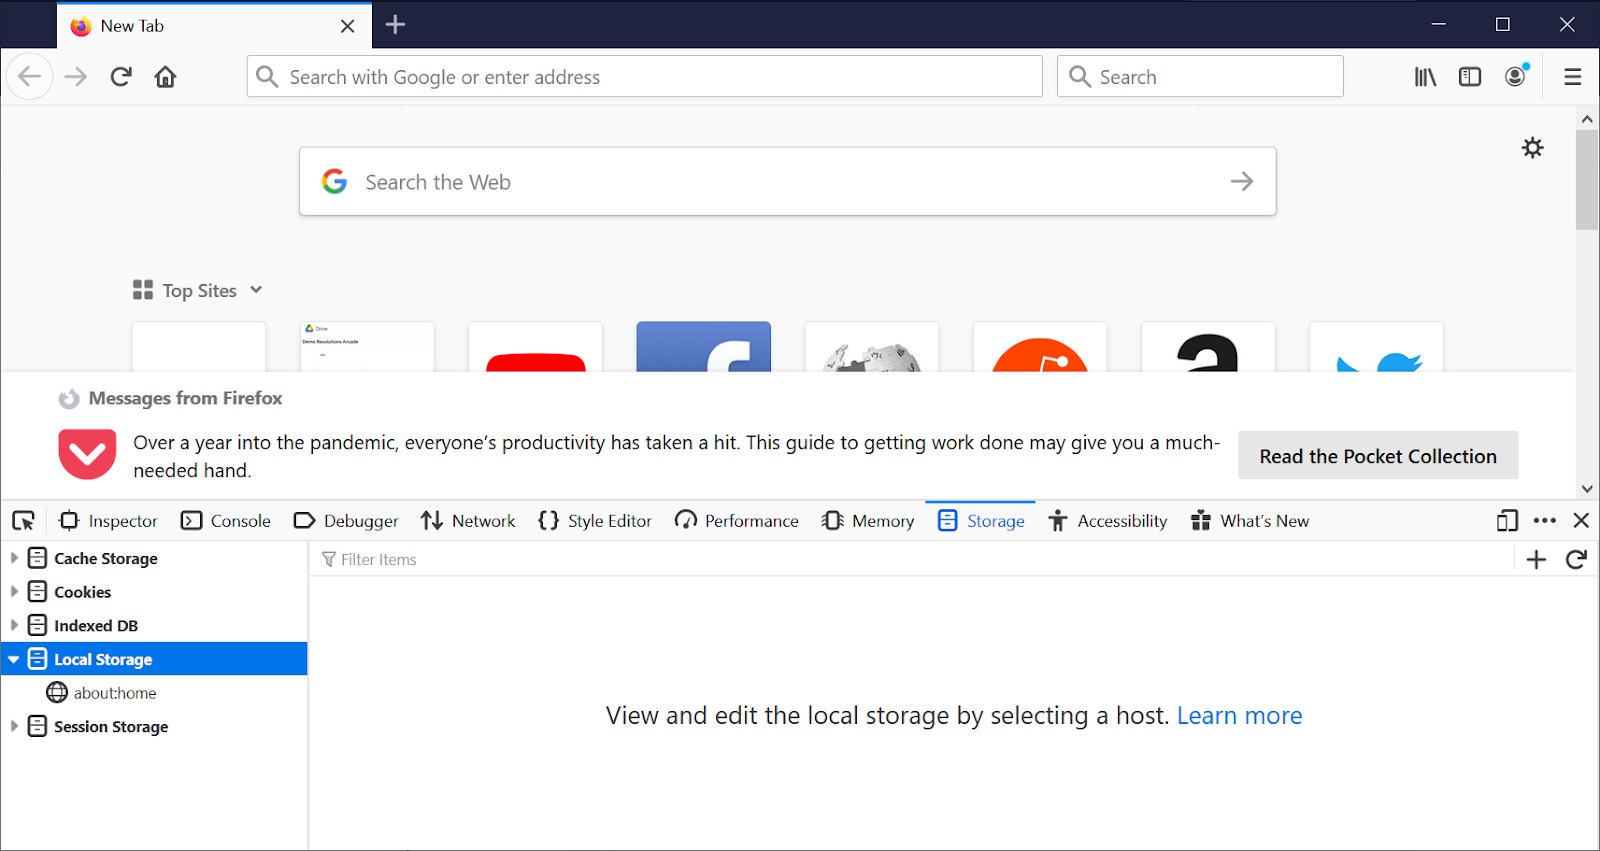 New Tab
Search with Google or enter address
Search
Search the Web
Top Sites
Drive
Demo Resolutions Arcade
Messages from Firefox
Over a year into the pandemic, everyone’s productivity has taken a hit. This guide to getting work done may give you a much-
needed hand.
Read the Pocket Collection
Inspector
Console
Debugger
Network
Style Editor
Performance
Memory
Storage
Accessibility
What’s New
Cache Storage
Filter Items
Cookies
Indexed DB
Local Storage
about:home
Session Storage
View and edit the local storage by selecting a host. Learn more